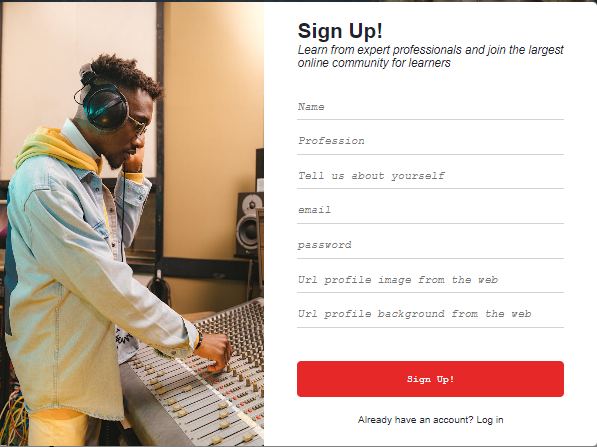 Sign Up!
Learn from expert professionals and join the largest
online community for learners
Name
Profession
Tell us about yourself
email
password
Url profile image from the web
Url profile background from the web
Sign Up!
Already have an account? Log in